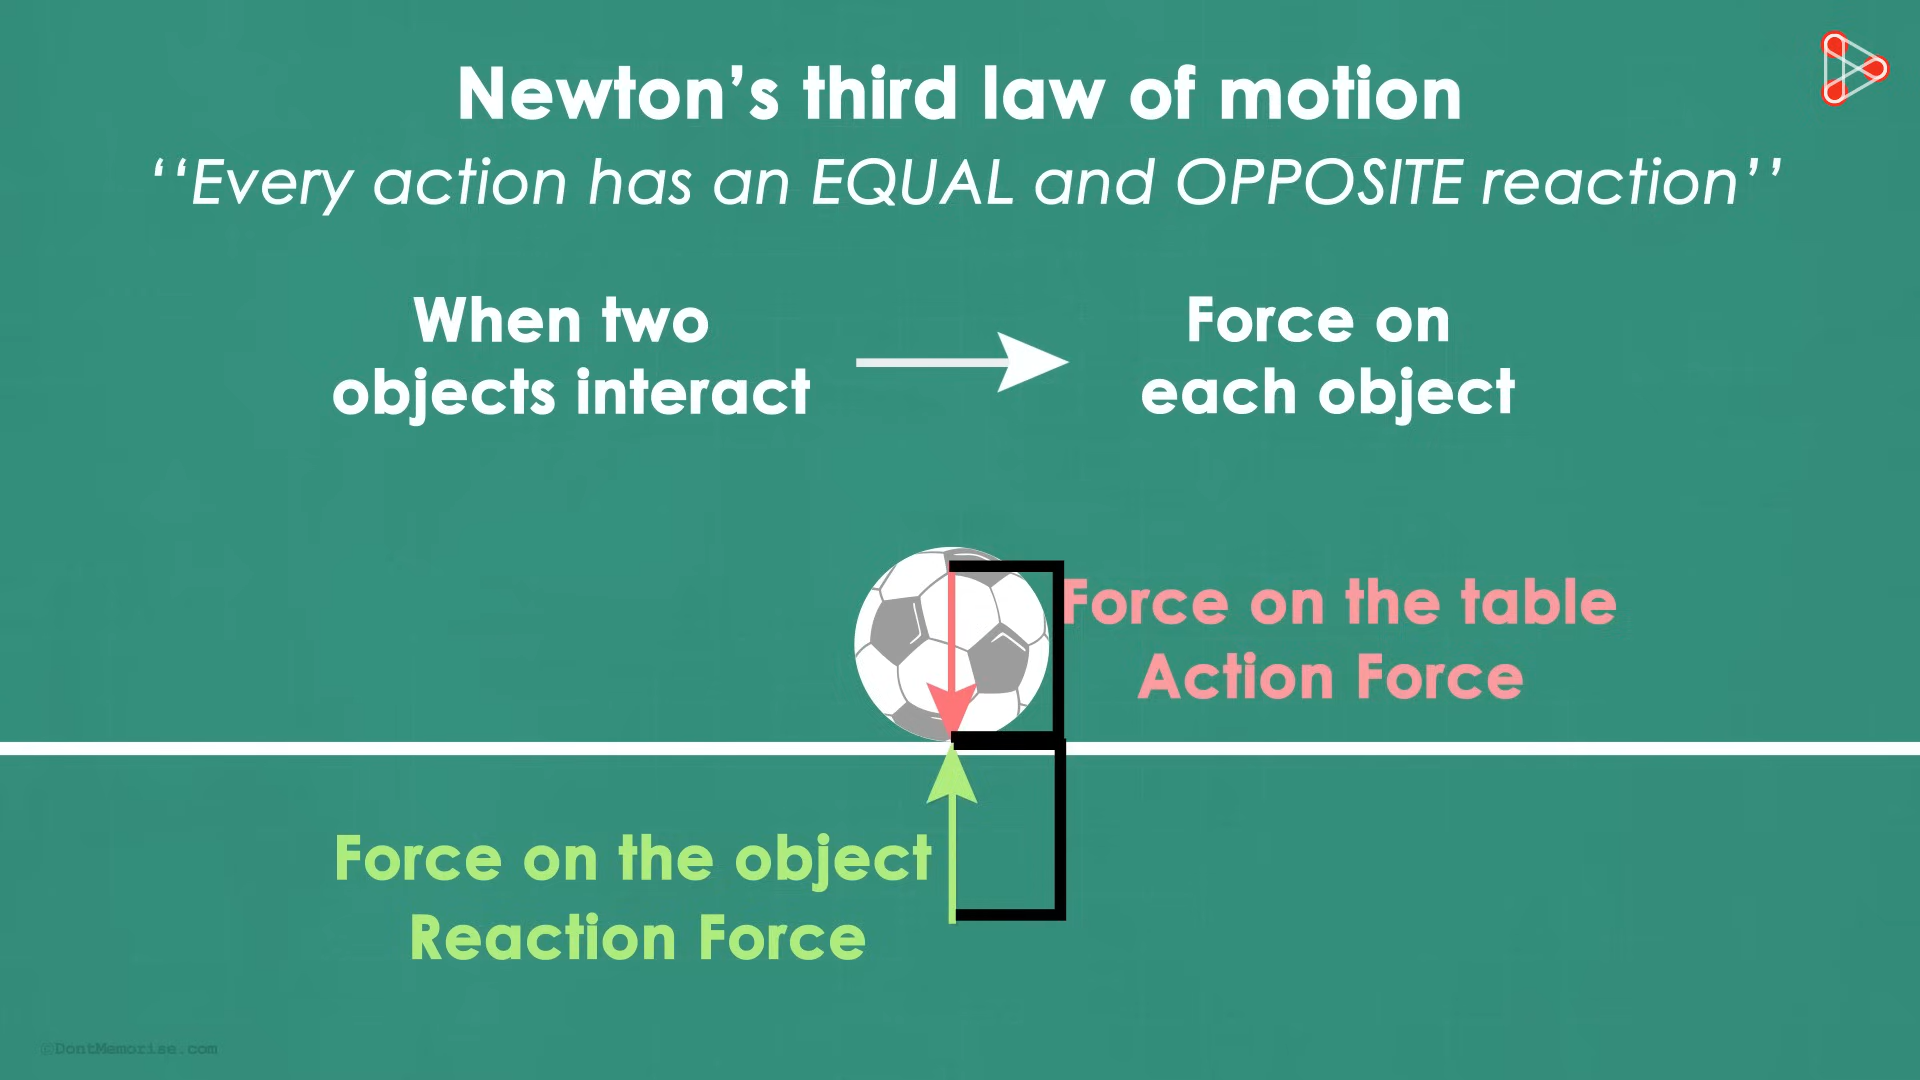 Newton’s third law of motion
‘‘Every action has an EQUAL and OPPOSITE reaction’’
When two
objects interact
Force on
each object
Force on the table
Action Force
Force on the object
Reaction Force
©DontMemorise.com